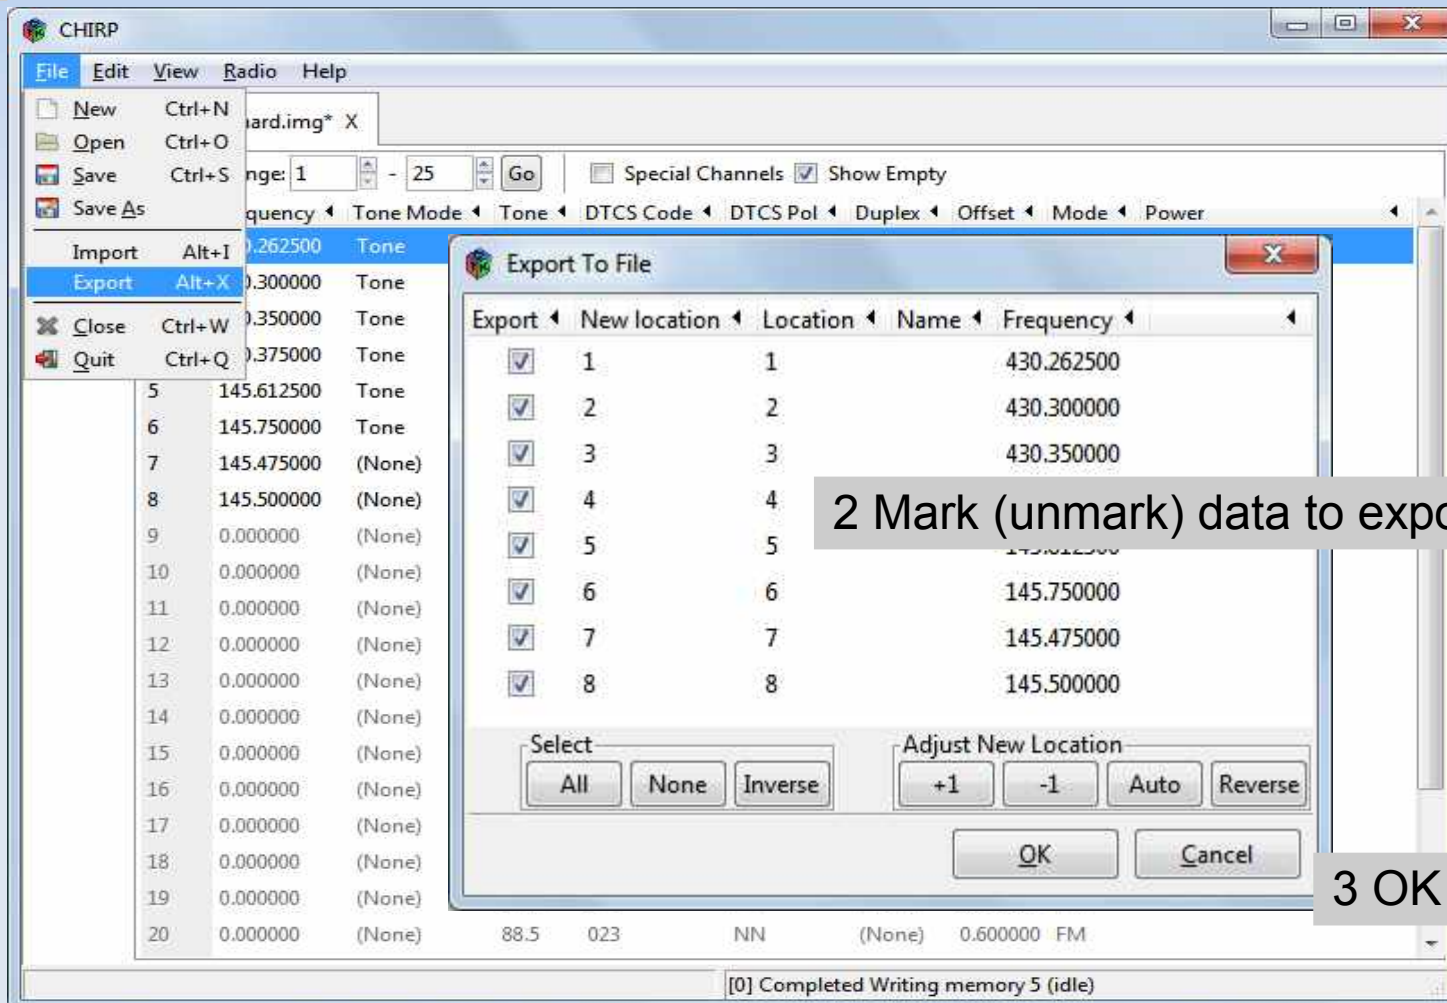 CHIRP
File Edit View Radio Help
New Ctrl+N
Open Ctrl+O
Save Ctrl+S
Save As
Import Alt+I
Export Alt+X
Close Ctrl+W
Quit Ctrl+Q
ard.img* X
nge: 1 - 25 Go Special Channels Show Empty
quency Tone Mode Tone DTCS Code DTCS Pol Duplex Offset Mode Power
.262500 Tone
.300000 Tone
.350000 Tone
.375000 Tone
5 145.612500 Tone
6 145.750000 Tone
7 145.475000 (None)
8 145.500000 (None)
9 0.000000 (None)
10 0.000000 (None)
11 0.000000 (None)
12 0.000000 (None)
13 0.000000 (None)
14 0.000000 (None)
15 0.000000 (None)
16 0.000000 (None)
17 0.000000 (None)
18 0.000000 (None)
19 0.000000 (None)
20 0.000000 (None) 88.5 023 NN (None) 0.600000 FM
Export To File
Export New location Location Name Frequency
1 1 430.262500
2 2 430.300000
3 3 430.350000
4 4
5 5
6 6 145.750000
7 7 145.475000
8 8 145.500000
2 Mark (unmark) data to expo
Select
All None Inverse
Adjust New Location
+1 -1 Auto Reverse
OK Cancel
3 OK
[0] Completed Writing memory 5 (idle)